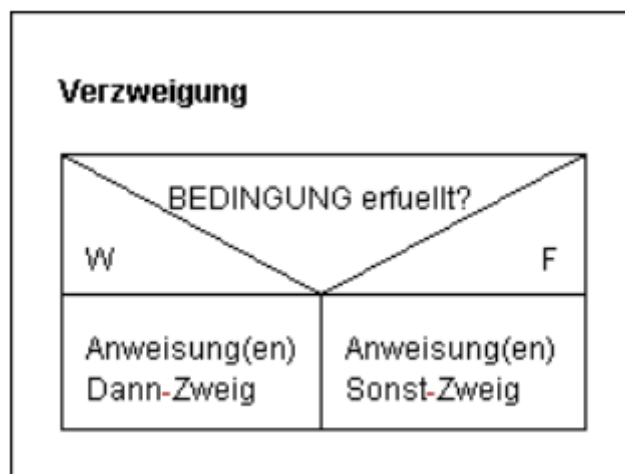 Verzweigung
BEDINGUNG erfuellt?
W
F
Anweisung(en)
Dann-Zweig
Anweisung(en)
Sonst-Zweig